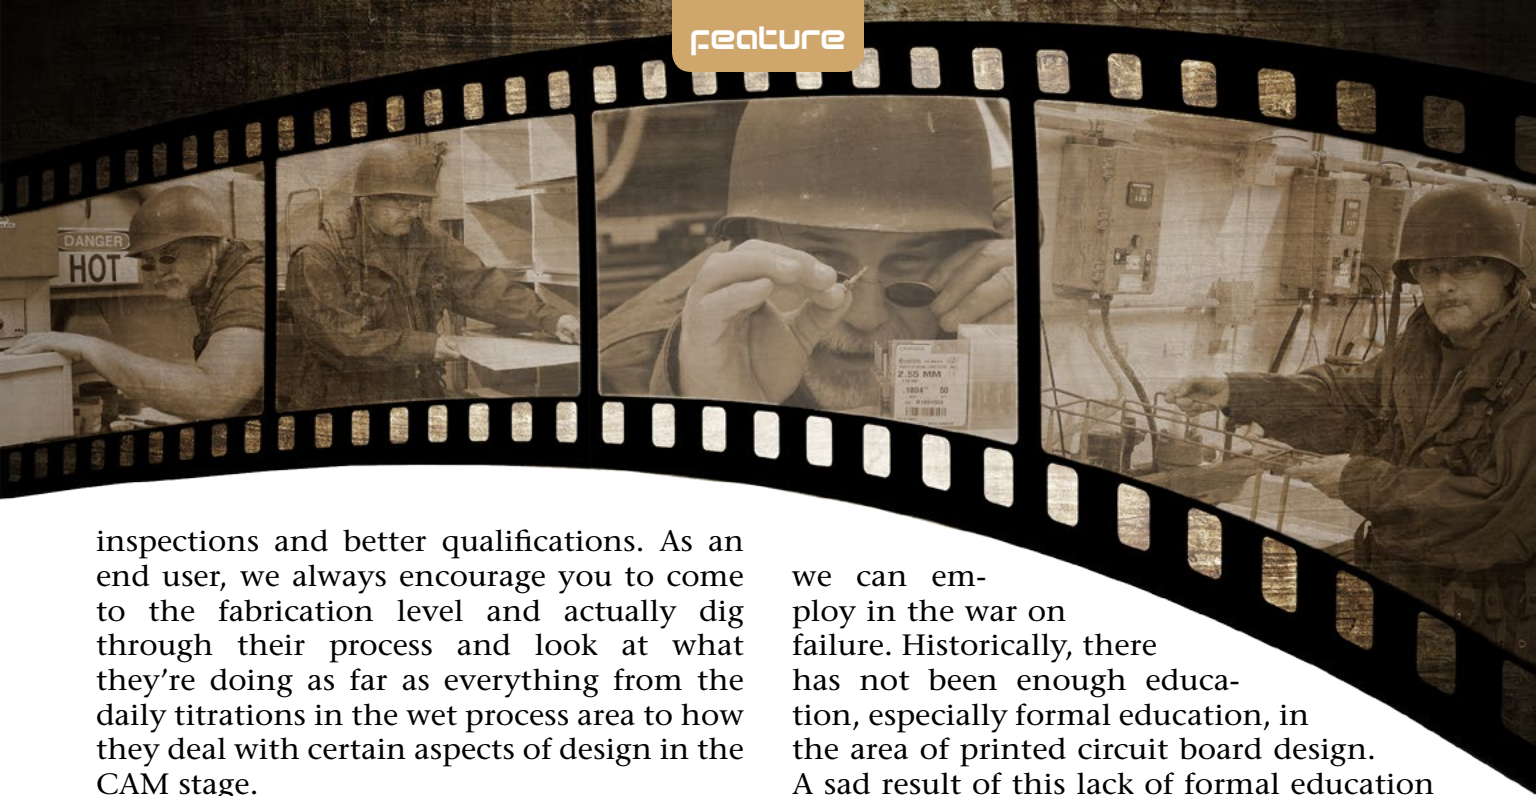 feature
DANGER
HOT
2.55 MM
.1004" 50
inspections and better qualifications. As an
end user, we always encourage you to come
to the fabrication level and actually dig
through their process and look at what
they’re doing as far as everything from the
daily titrations in the wet process area to how
they deal with certain aspects of design in the
CAM stage.
we can em-
ploy in the war on
failure. Historically, there
has not been enough educa-
tion, especially formal education, in
the area of printed circuit board design.
A sad result of this lack of formal education